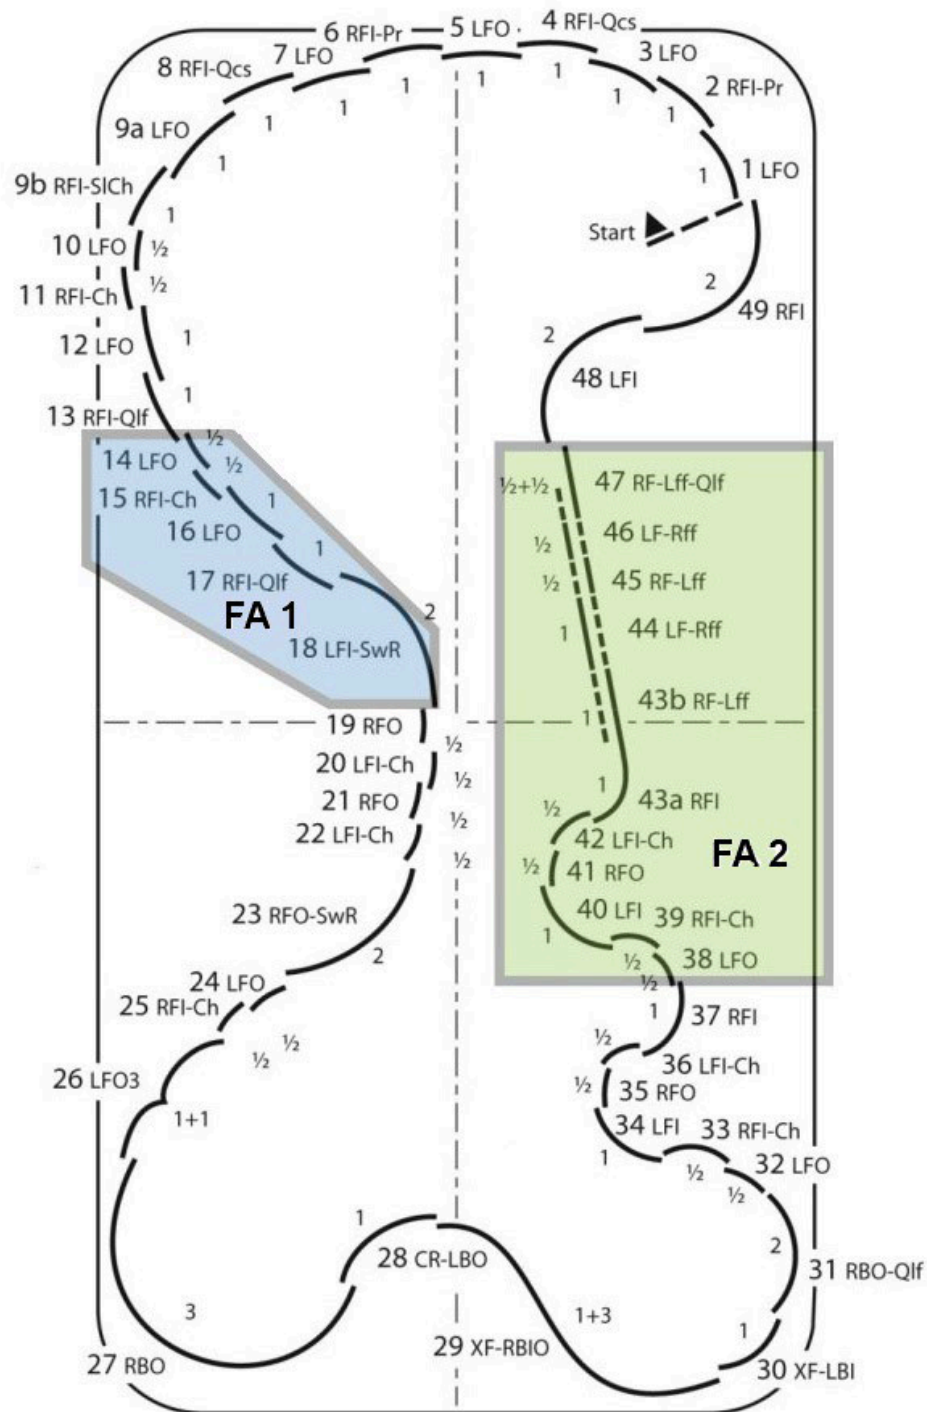 1 LFO
1
2 RFI-Pr
1
3 LFO
1
4 RFI-Qcs
1
5 LFO
1
6 RFI-Pr
1
7 LFO
1
8 RFI-Qcs
1
9a LFO
1
9b RFI-SlCh
1
10 LFO
½
11 RFI-Ch
½
12 LFO
1
13 RFI-Qlf
1
14 LFO
½
15 RFI-Ch
½
16 LFO
1
17 RFI-Qlf
1
FA 1
18 LFI-SwR
2
19 RFO
½
20 LFI-Ch
½
21 RFO
½
22 LFI-Ch
½
23 RFO-SwR
2
24 LFO
½
25 RFI-Ch
½
26 LFO3
1+1
27 RBO
3
28 CR-LBO
1
29 XF-RBIO
1+3
30 XF-LBI
1
31 RBO-Qlf
2
32 LFO
½
33 RFI-Ch
½
34 LFI
1
35 RFO
½
36 LFI-Ch
½
37 RFI
1
38 LFO
½
39 RFI-Ch
½
40 LFI
1
41 RFO
½
42 LFI-Ch
½
FA 2
43a RFI
1
43b RF-Lff
1
44 LF-Rff
1
45 RF-Lff
½
46 LF-Rff
½
47 RF-Lff-Qlf
½+½
48 LFI
2
49 RFI
2
Start